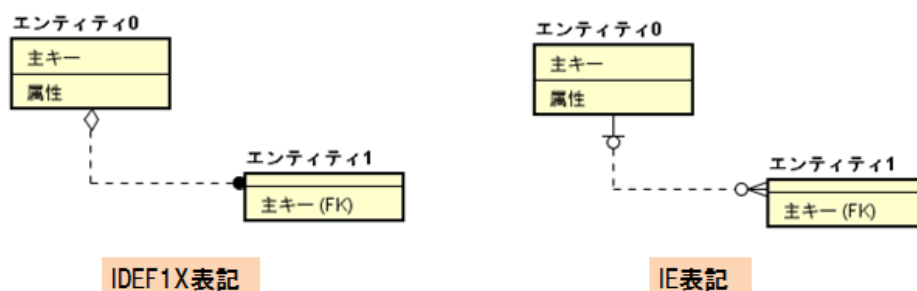 エンティティ0
主キー
属性
エンティティ1
主キー (FK)
IDEF1X表記
エンティティ0
主キー
属性
エンティティ1
主キー (FK)
IE表記